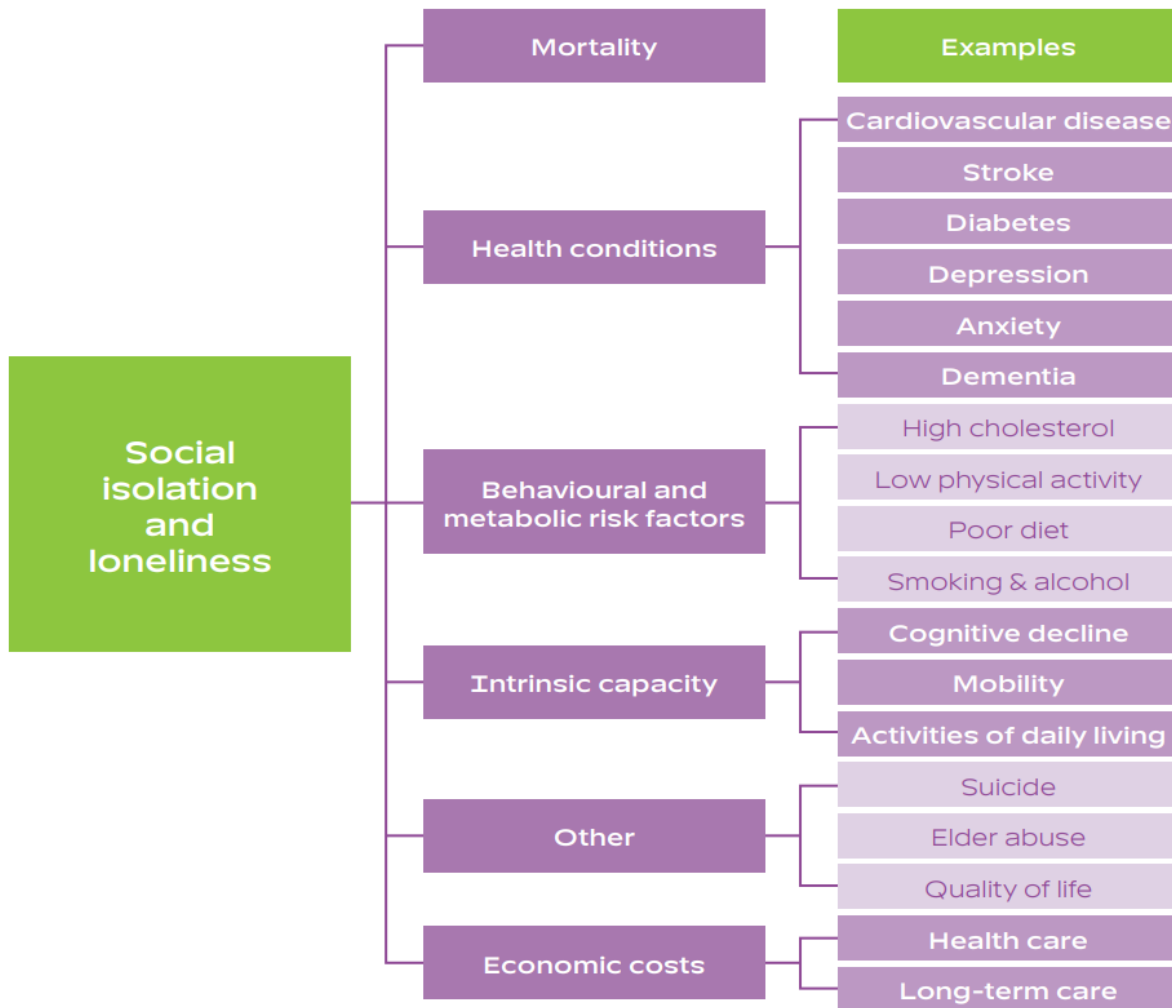 Social
isolation
and
loneliness
Mortality
Health conditions
Behavioural and
metabolic risk factors
Intrinsic capacity
Other
Economic costs
Examples
Cardiovascular disease
Stroke
Diabetes
Depression
Anxiety
Dementia
High cholesterol
Low physical activity
Poor diet
Smoking & alcohol
Cognitive decline
Mobility
Activities of daily living
Suicide
Elder abuse
Quality of life
Health care
Long-term care